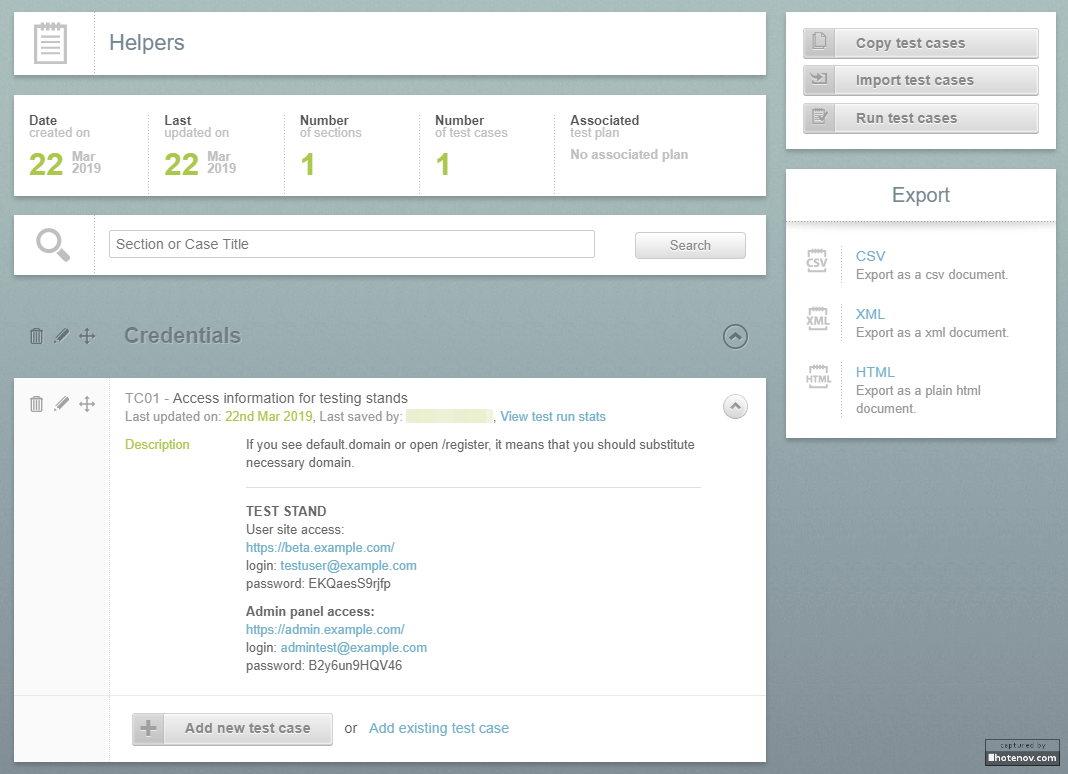 Helpers
Date
created on
22 Mar 2019
Last
updated on
22 Mar 2019
Number
of sections
1
Number
of test cases
1
Associated
test plan
No associated plan
Section or Case Title
Search
Credentials
TC01 - Access information for testing stands
Last updated on: 22nd Mar 2019, Last saved by: , View test run stats
Description
If you see default.domain or open /register, it means that you should substitute
necessary domain.
TEST STAND
User site access:
https://beta.example.com/
login: testuser@example.com
password: EKQaesS9rjfp
Admin panel access:
https://admin.example.com/
login: admintest@example.com
password: B2y6un9HQV46
Add new test case or Add existing test case
Copy test cases
Import test cases
Run test cases
Export
CSV
CSV
Export as a csv document.
XML
XML
Export as a xml document.
HTML
HTML
Export as a plain html
document.
captured by
hotenov.com